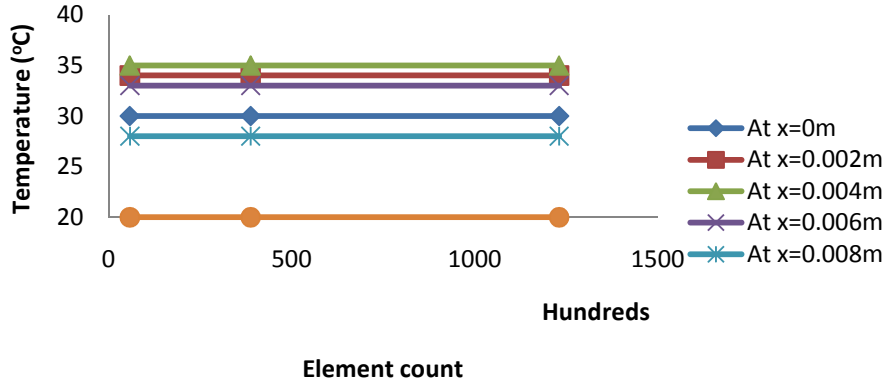 Temperature (ºC)
40
35
30
25
20
0
500
1000
1500
Hundreds
Element count
At x=0m
At x=0.002m
At x=0.004m
At x=0.006m
At x=0.008m